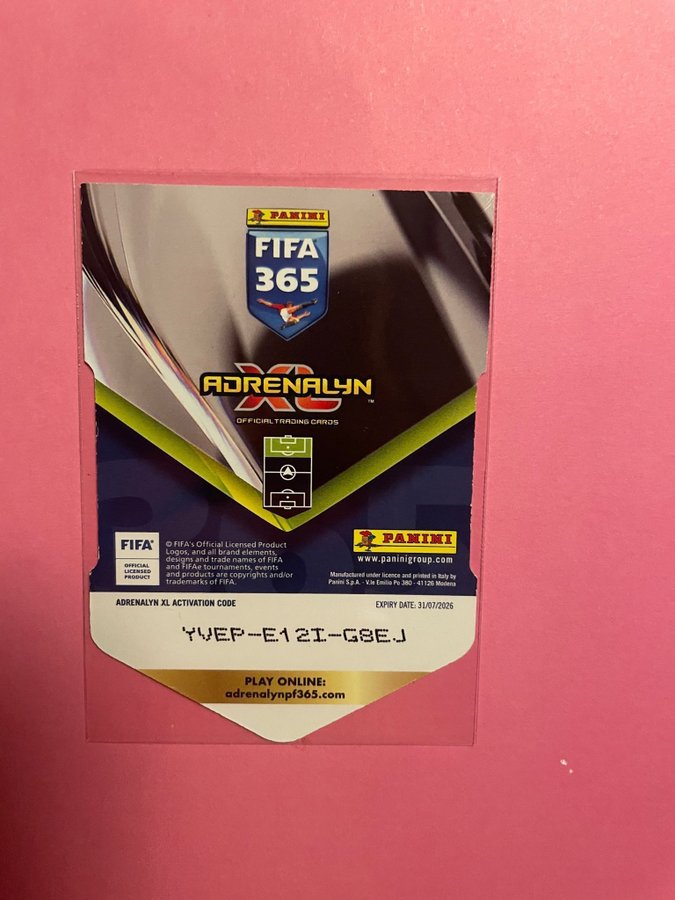 PANINI
FIFA
365
ADRENALYN
XL™
OFFICIAL TRADING CARDS
FIFA®
OFFICIAL
LICENSED
PRODUCT
© FIFA's Official Licensed Product
Logos, and all brand elements,
designs and trade names of FIFA
and FIFAe tournaments, events
and products are copyrights and/or
trademarks of FIFA.
PANINI
www.paninigroup.com
Manufactured under licence and printed in Italy by
Panini S.p.A. - V.le Emilio Po 380 - 41126 Modena
ADRENALYN XL ACTIVATION CODE
EXPIRY DATE: 31/07/2026
YVEP-E12I-G8EJ
PLAY ONLINE:
adrenalynpf365.com